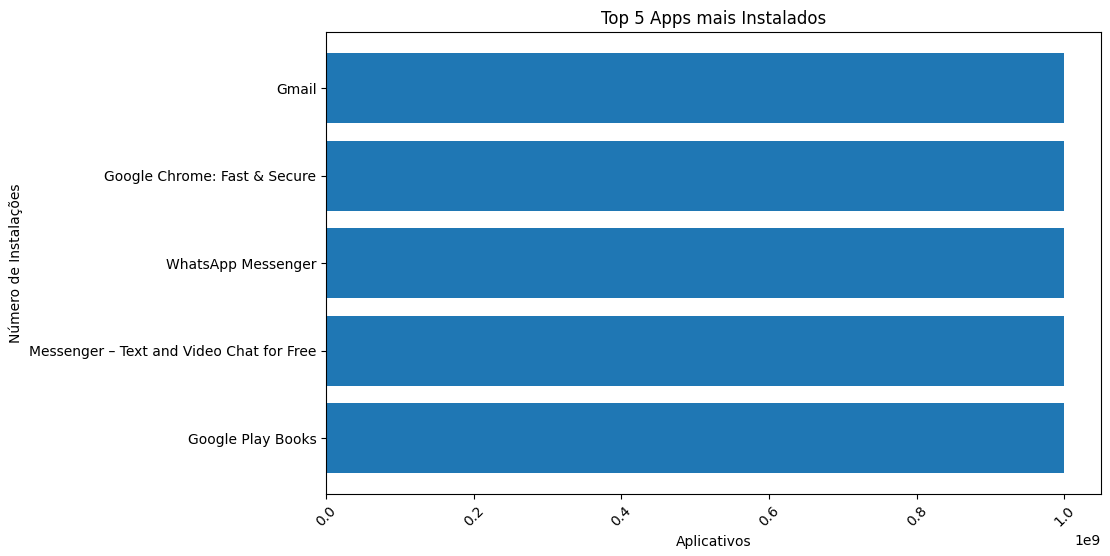 Top 5 Apps mais Instalados
Número de Instalações
Gmail
Google Chrome: Fast & Secure
WhatsApp Messenger
Messenger – Text and Video Chat for Free
Google Play Books
0.0
0.2
0.4
0.6
0.8
1.0
1e9
Aplicativos